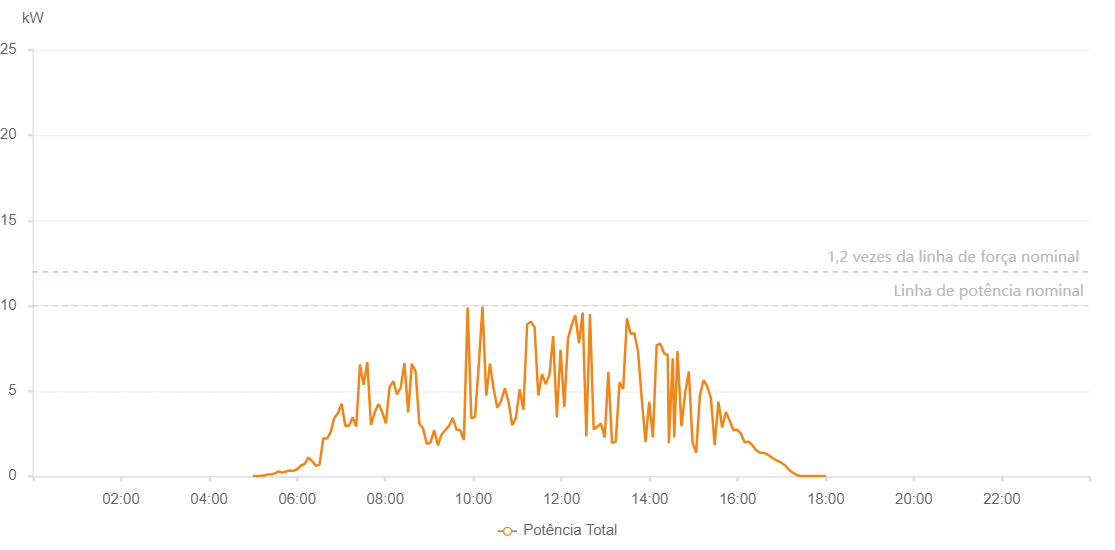 kW
25
20
15
1,2 vezes da linha de força nominal
Linha de potência nominal
10
5
0
02:00 04:00 06:00 08:00 10:00 12:00 14:00 16:00 18:00 20:00 22:00
Potência Total